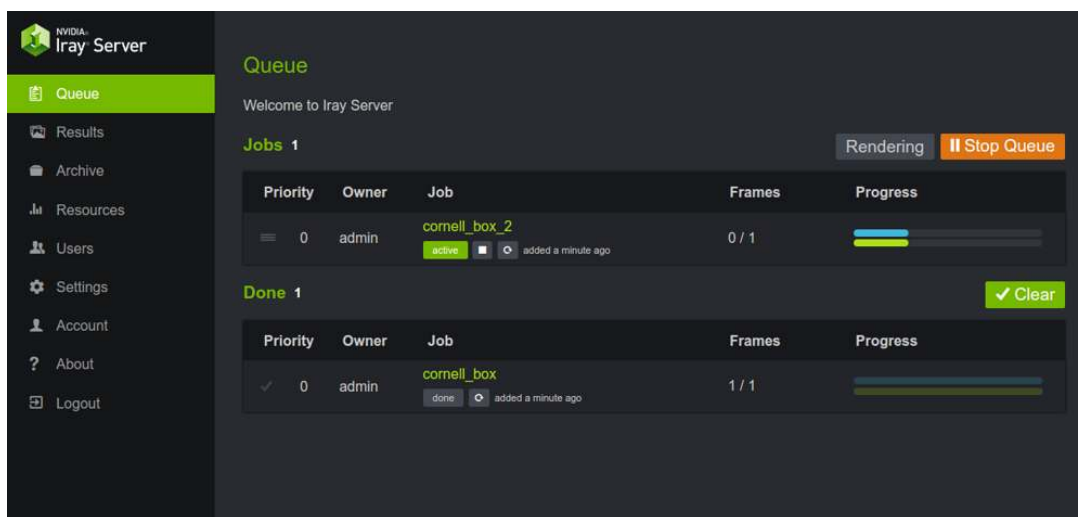 NVIDIA.
Iray Server
Queue
Results
Archive
Resources
Users
Settings
Account
? About
Logout
Queue
Welcome to Iray Server
Jobs 1
Rendering
Stop Queue
Priority Owner Job Frames Progress
0 admin cornell_box_2 0 / 1
active added a minute ago
Done 1
Clear
Priority Owner Job Frames Progress
0 admin cornell_box 1 / 1
done added a minute ago